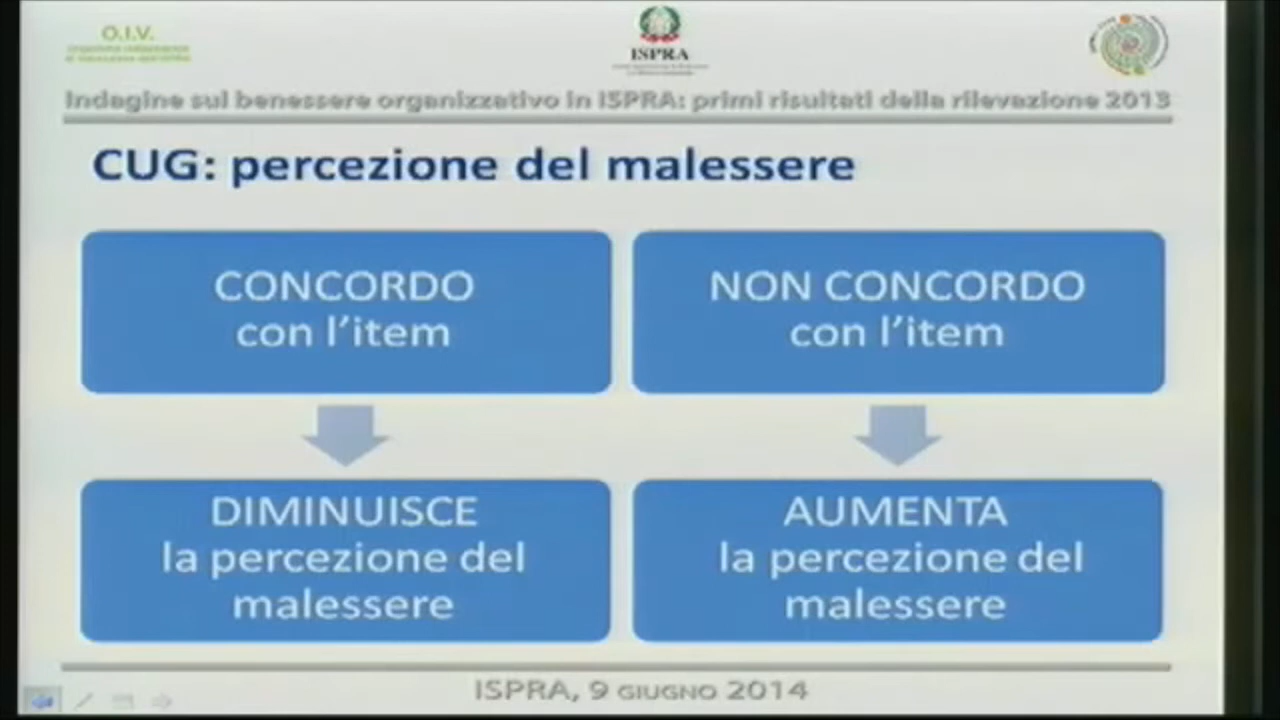 O.I.V.
ISPRA
Indagine sul benessere organizzativo in ISPRA: primi risultati della rilevazione 2013
CUG: percezione del malessere
CONCORDO
con l'item
NON CONCORDO
con l'item
DIMINUISCE
la percezione del
malessere
AUMENTA
la percezione del
malessere
ISPRA, 9 GIUGNO 2014